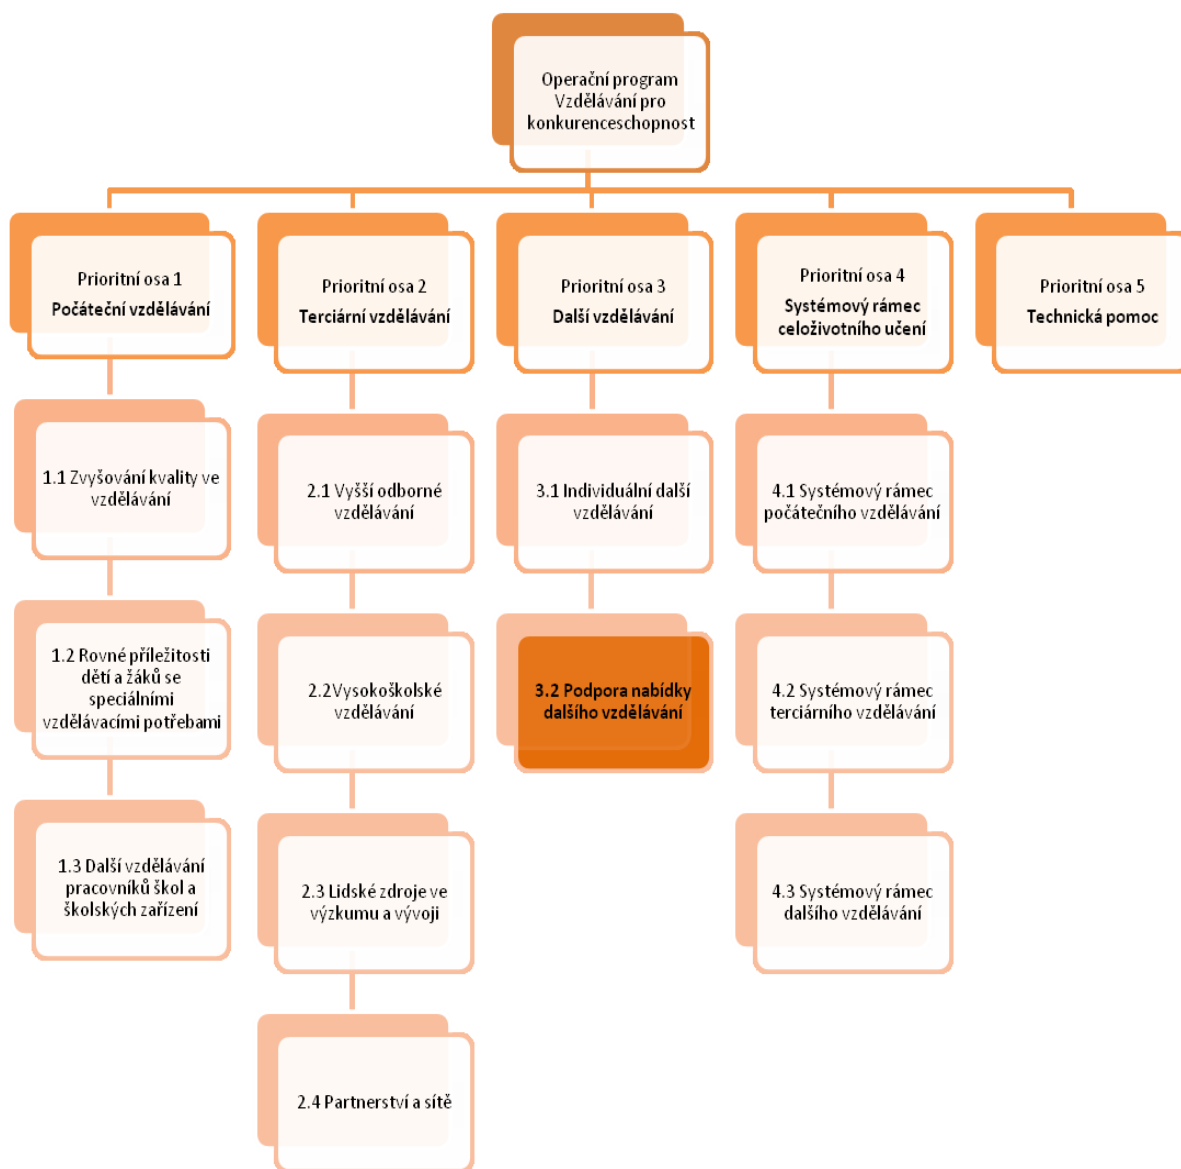 Operační program
Vzdělávání pro
konkurenceschopnost
Prioritní osa 1
Počáteční vzdělávání
1.1 Zvyšování kvality ve
vzdělávání
1.2 Rovné příležitosti
dětí a žáků se
speciálními
vzdělávacími potřebami
1.3 Další vzdělávání
pracovníků škol a
školských zařízení
Prioritní osa 2
Terciární vzdělávání
2.1 Vyšší odborné
vzdělávání
2.2 Vysokoškolské
vzdělávání
2.3 Lidské zdroje ve
výzkumu a vývoji
2.4 Partnerství a sítě
Prioritní osa 3
Další vzdělávání
3.1 Individuální další
vzdělávání
3.2 Podpora nabídky
dalšího vzdělávání
Prioritní osa 4
Systémový rámec
celoživotního učení
4.1 Systémový rámec
počátečního vzdělávání
4.2 Systémový rámec
terciárního vzdělávání
4.3 Systémový rámec
dalšího vzdělávání
Prioritní osa 5
Technická pomoc